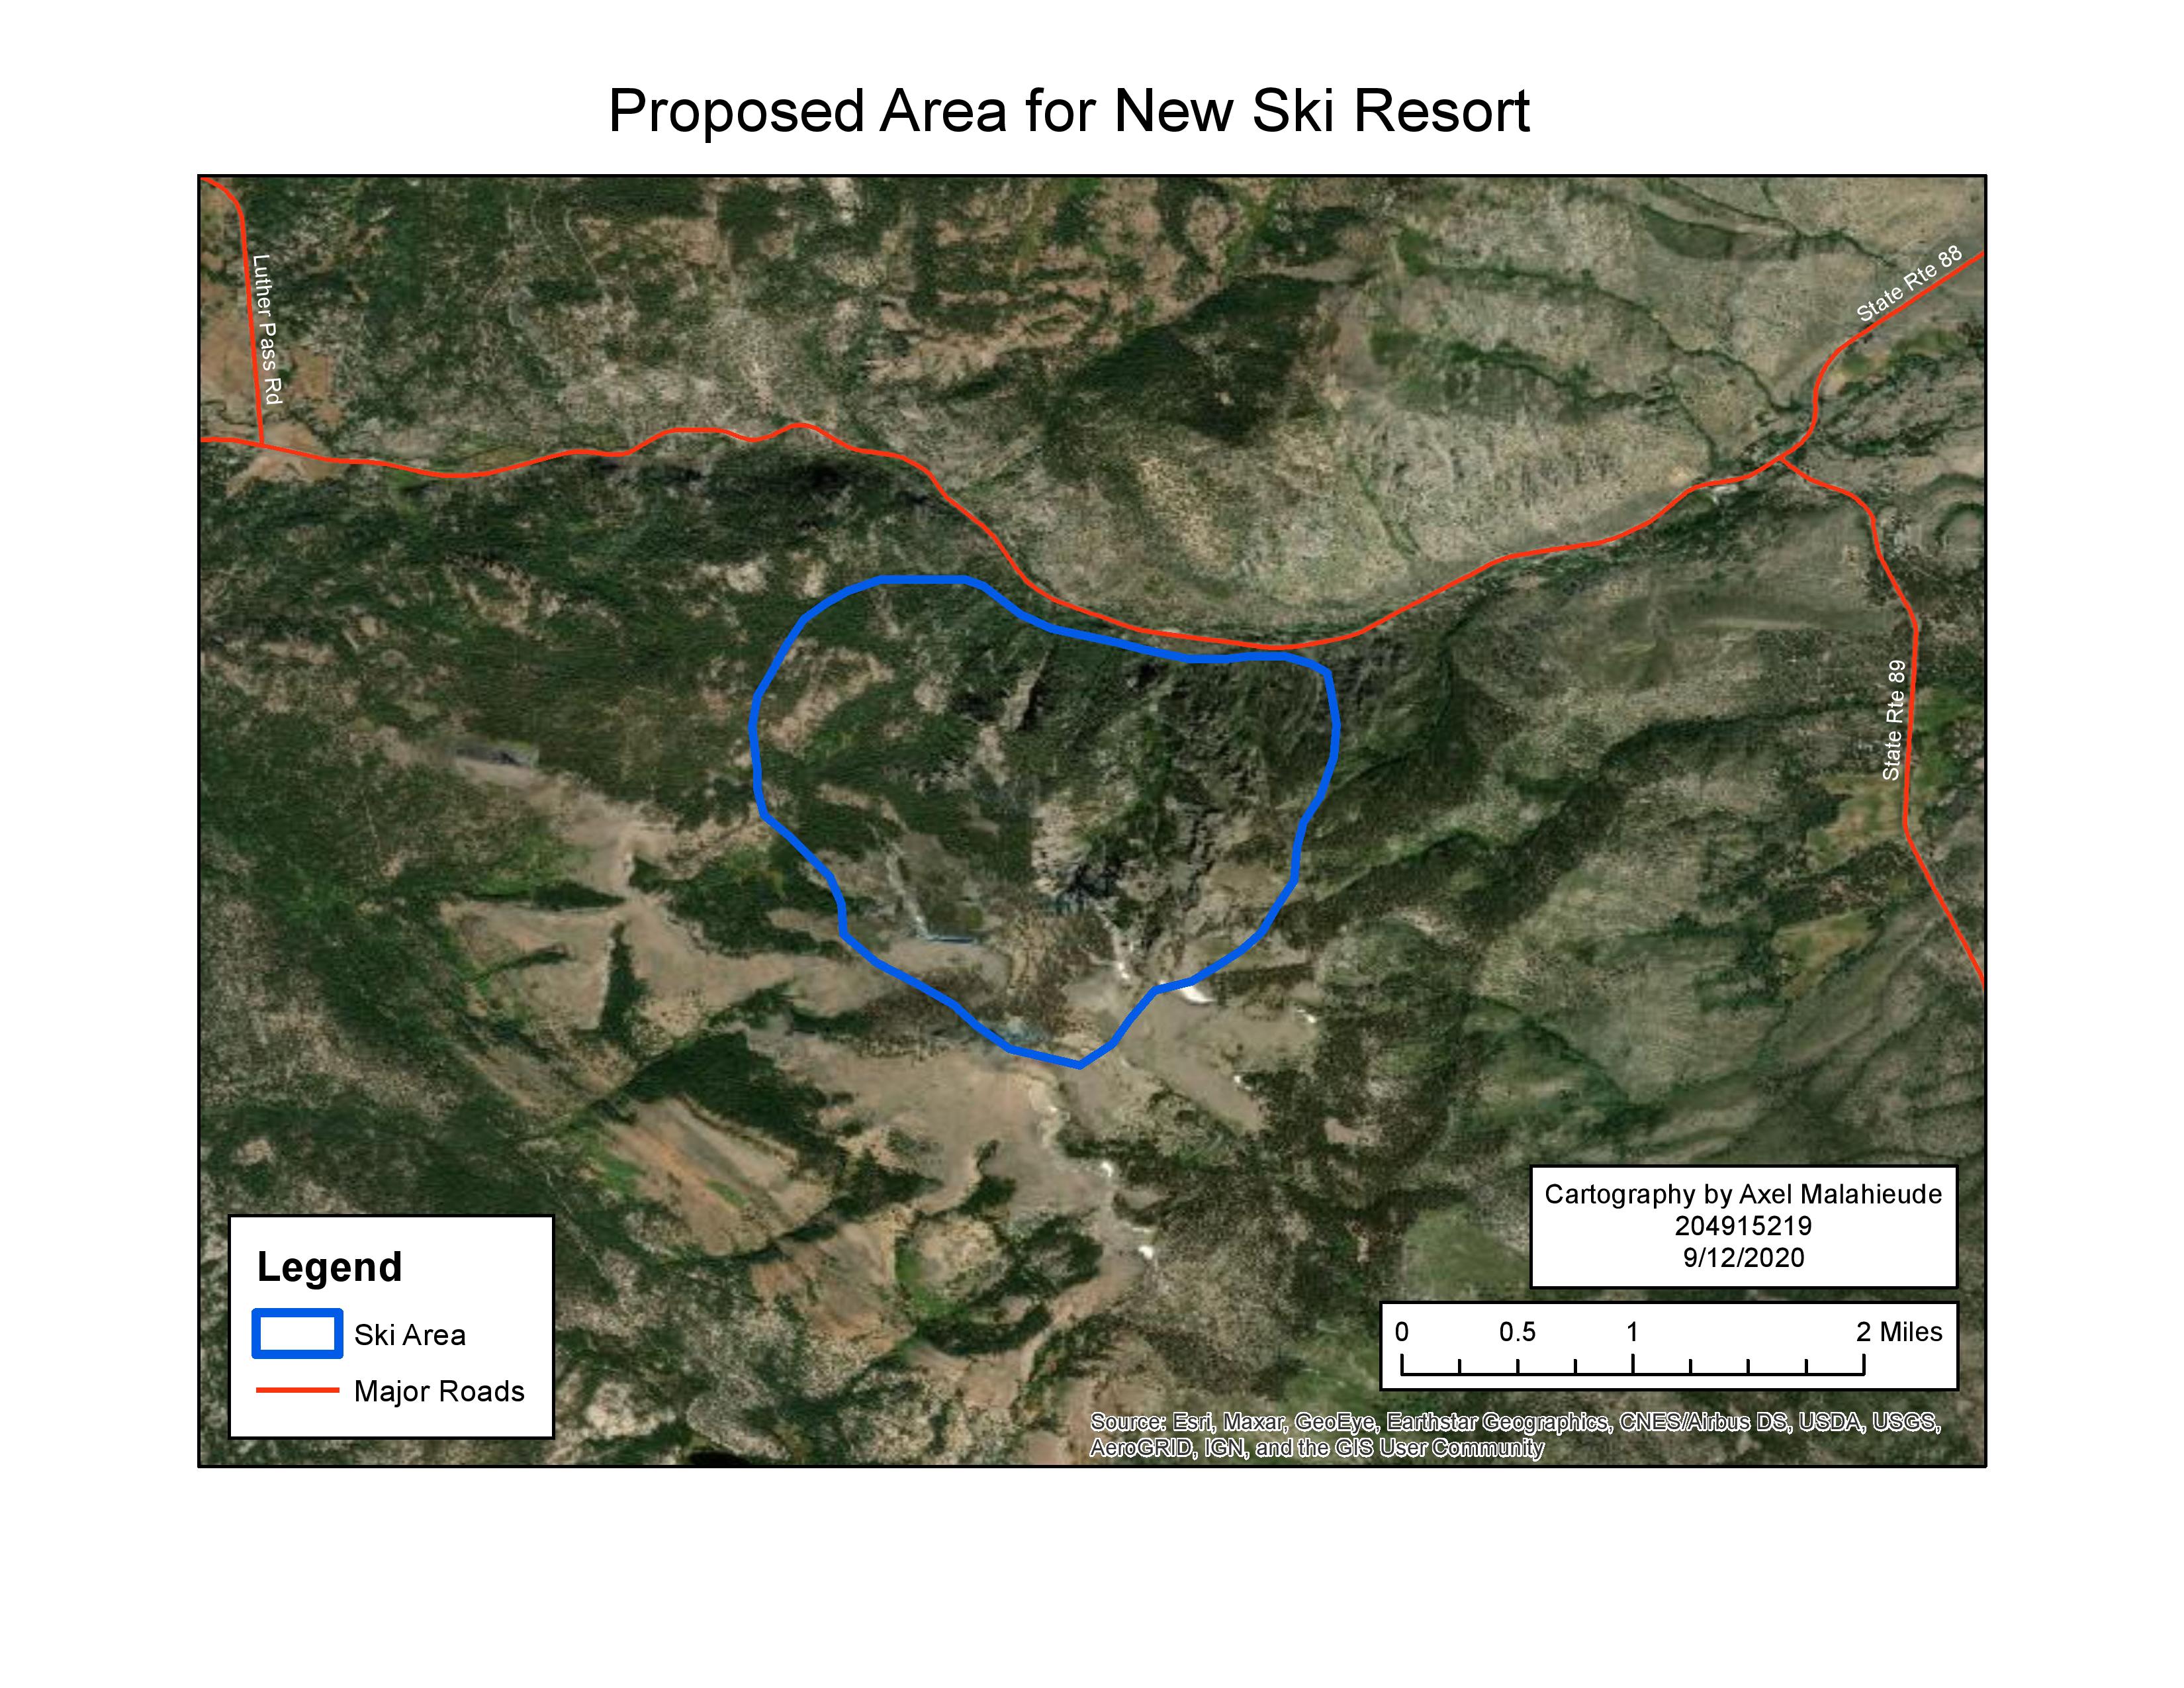 Proposed Area for New Ski Resort
Luther Pass Rd
State Rte 88
State Rte 89
Cartography by Axel Malahieude
204915219
9/12/2020
Legend
Ski Area
Major Roads
0 0.5 1 2 Miles
Source: Esri, Maxar, GeoEye, Earthstar Geographics, CNES/Airbus DS, USDA, USGS,
AeroGRID, IGN, and the GIS User Community